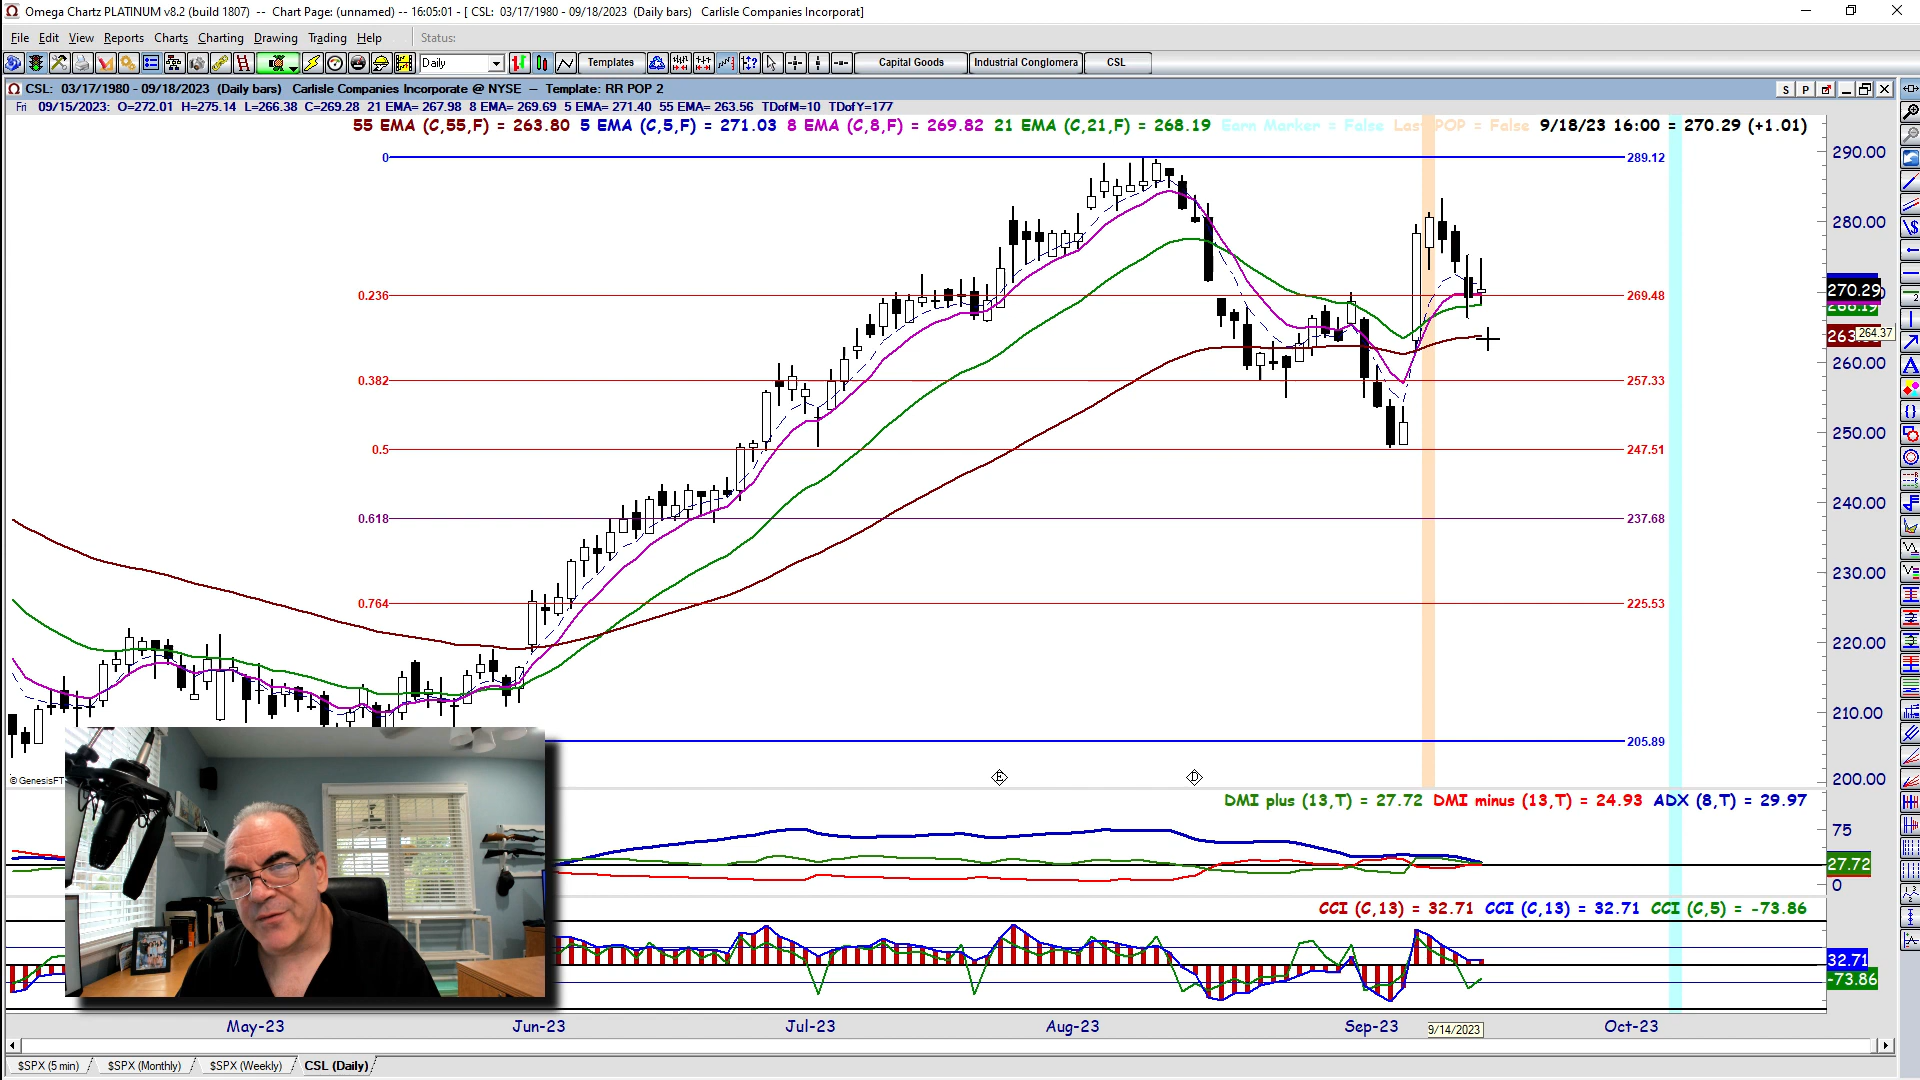 Omega Chartz PLATINUM v8.2 (build 1807) -- Chart Page: (unnamed) -- 16:05:01 - [ CSL: 03/17/1980 - 09/18/2023 (Daily bars) Carlisle Companies Incorporat]
File Edit View Reports Charts Charting Drawing Trading Help Status:
Daily Templates Capital Goods Industrial Conglomera CSL
CSL: 03/17/1980 - 09/18/2023 (Daily bars) Carlisle Companies Incorporate @ NYSE -- Template: RR POP 2 S P
Fri 09/15/2023: O=272.01 H=275.14 L=266.38 C=269.28 21 EMA= 267.98 8 EMA= 269.69 5 EMA= 271.40 55 EMA= 263.56 TDofM=10 TDofY=177
55 EMA (C,55,F) = 263.80 5 EMA (C,5,F) = 271.03 8 EMA (C,8,F) = 269.82 21 EMA (C,21,F) = 268.19 Earn Marker = False Last POP = False 9/18/23 16:00 = 270.29 (+1.01)
290.00
0 289.12
280.00
270.29
0.236 269.48
268.19
264.37
260.00
0.382 257.33
250.00
0.5 247.51
240.00
0.618 237.68
230.00
0.764 225.53
220.00
210.00
205.89
E D
200.00
© GenesisFT
DMI plus (13,T) = 27.72 DMI minus (13,T) = 24.93 ADX (8,T) = 29.97
75
27.72
0
CCI (C,13) = 32.71 CCI (C,13) = 32.71 CCI (C,5) = -73.86
32.71
-73.86
May-23 Jun-23 Jul-23 Aug-23 Sep-23 9/14/2023 Oct-23
$SPX (5 min) $SPX (Monthly) $SPX (Weekly) CSL (Daily)